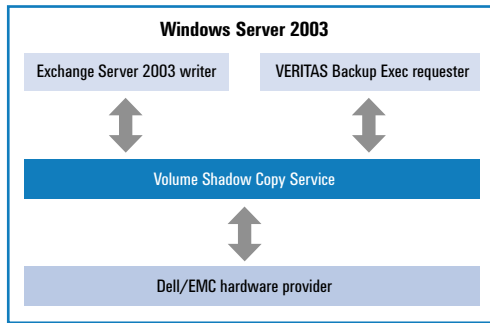 Windows Server 2003
Exchange Server 2003 writer
VERITAS Backup Exec requester
Volume Shadow Copy Service
Dell/EMC hardware provider